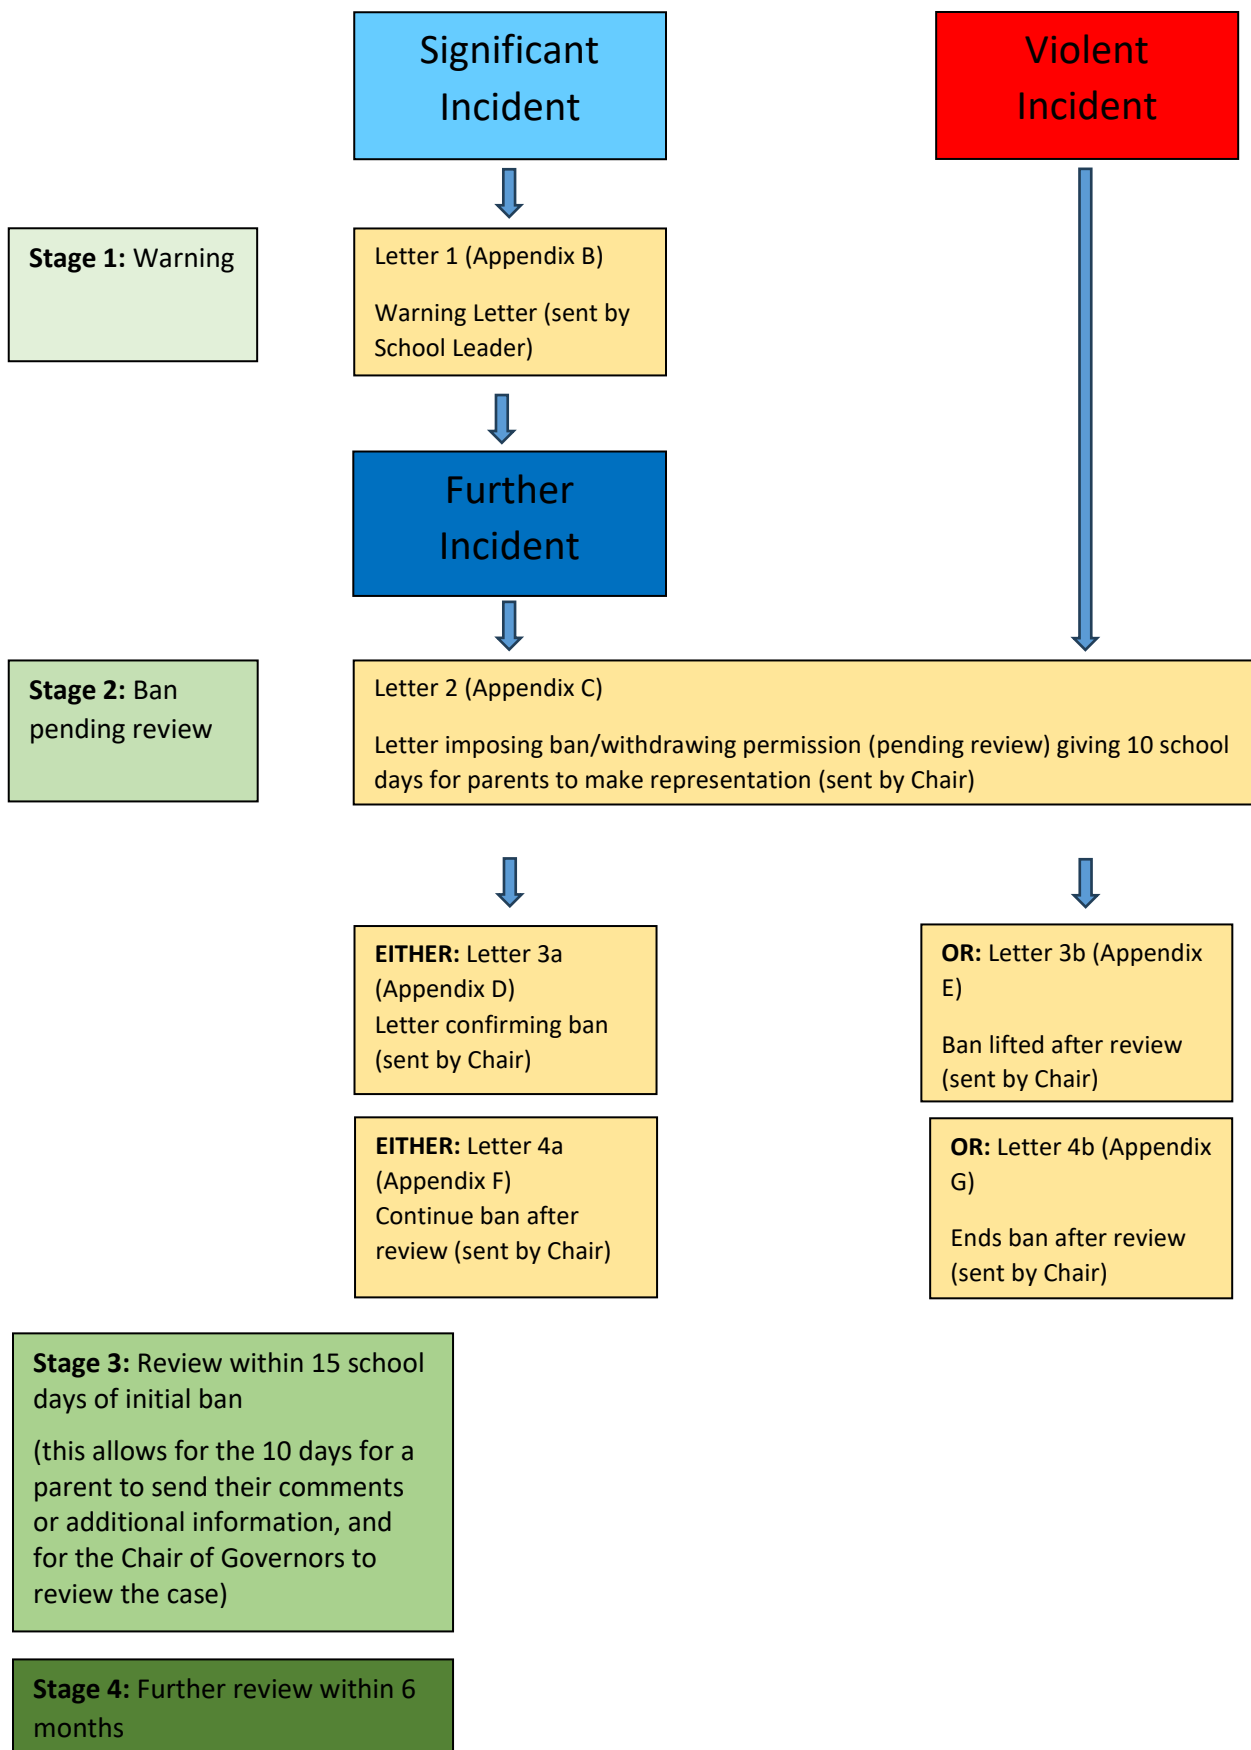 Significant
Incident
Violent
Incident
Stage 1: Warning
Letter 1 (Appendix B)
Warning Letter (sent by
School Leader)
Further
Incident
Stage 2: Ban
pending review
Letter 2 (Appendix C)
Letter imposing ban/withdrawing permission (pending review) giving 10 school
days for parents to make representation (sent by Chair)
EITHER: Letter 3a
(Appendix D)
Letter confirming ban
(sent by Chair)
OR: Letter 3b (Appendix
E)
Ban lifted after review
(sent by Chair)
EITHER: Letter 4a
(Appendix F)
Continue ban after
review (sent by Chair)
OR: Letter 4b (Appendix
G)
Ends ban after review
(sent by Chair)
Stage 3: Review within 15 school
days of initial ban
(this allows for the 10 days for a
parent to send their comments
or additional information, and
for the Chair of Governors to
review the case)
Stage 4: Further review within 6
months